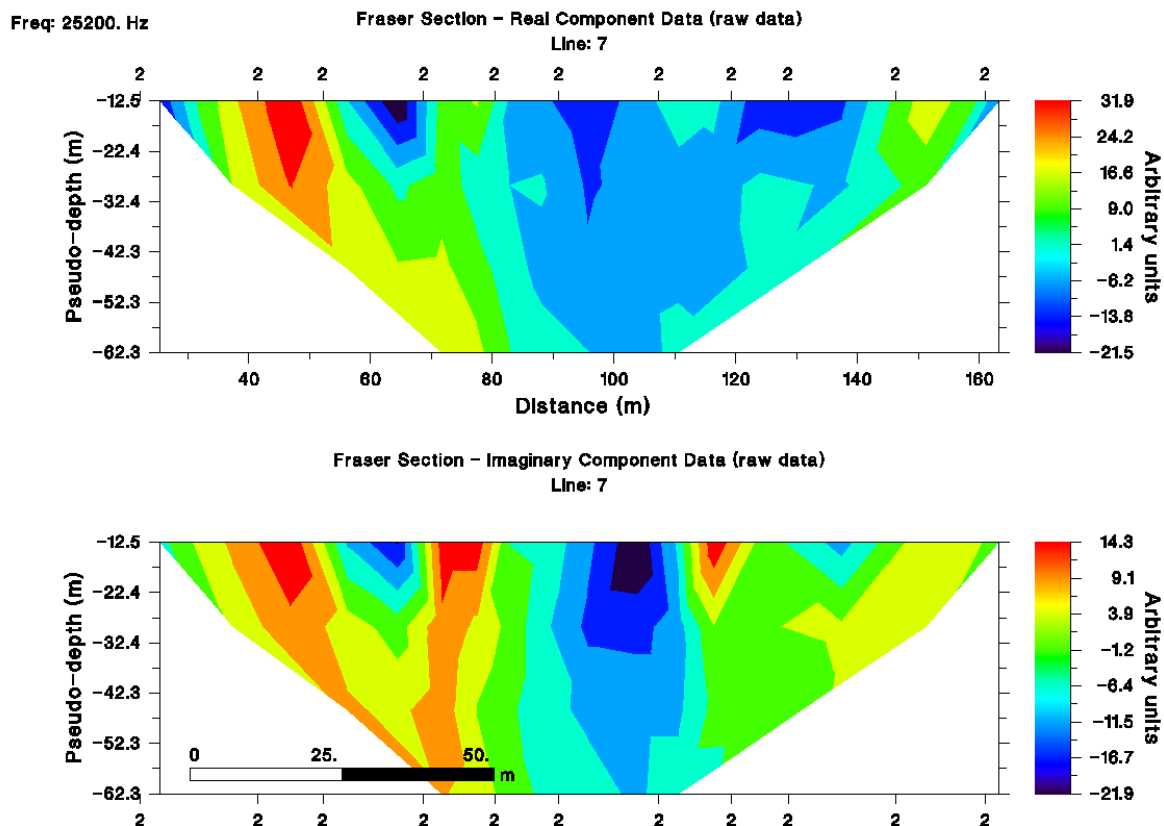 Freq: 25200. Hz
Fraser Section - Real Component Data (raw data)
Line: 7
2 2 2 2 2 2 2 2 2 2 2
-12.5
-22.4
-32.4
-42.3
-52.3
-62.3
Pseudo-depth (m)
40 60 80 100 120 140 160
Distance (m)
31.9
24.2
16.6
9.0
1.4
-6.2
-13.8
-21.5
Arbitrary units
Fraser Section - Imaginary Component Data (raw data)
Line: 7
-12.5
-22.4
-32.4
-42.3
-52.3
-62.3
Pseudo-depth (m)
0 25. 50.
m
14.3
9.1
3.8
-1.3
-6.4
-11.5
-16.7
-21.9
Arbitrary units
2 2 2 2 2 2 2 2 2 2 2